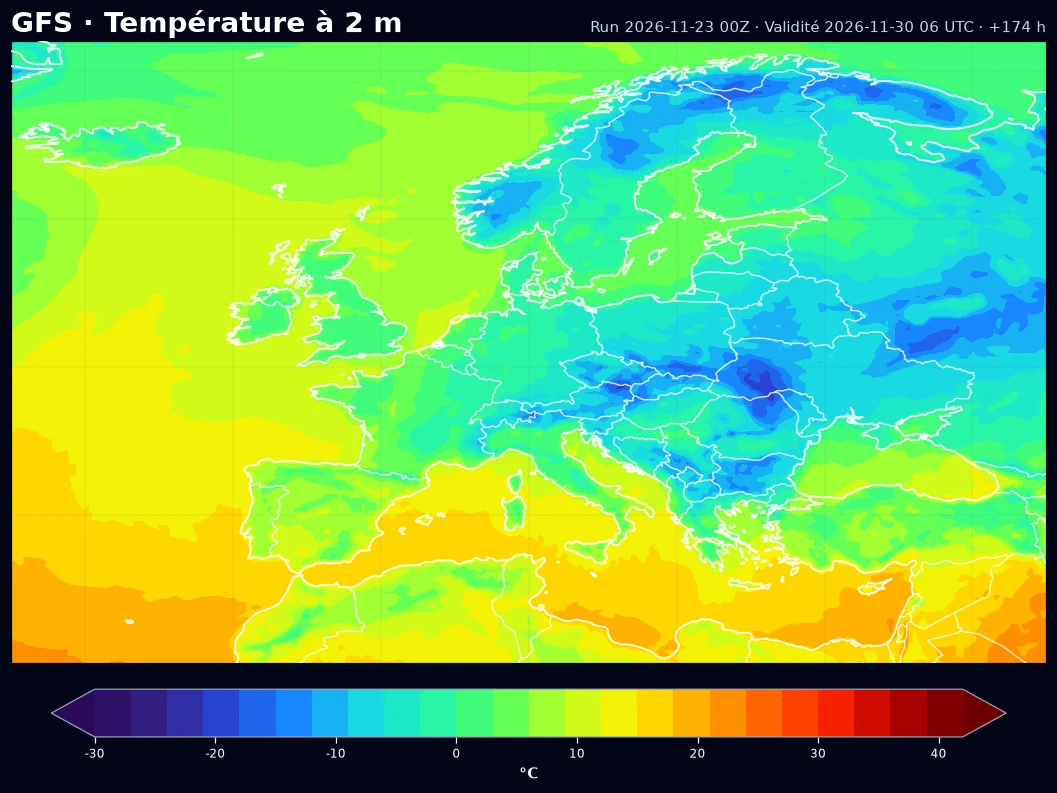 GFS · Température à 2 m
Run 2026-11-23 00Z · Validité 2026-11-30 06 UTC · +174 h
-30 -20 -10 0 10 20 30 40
°C